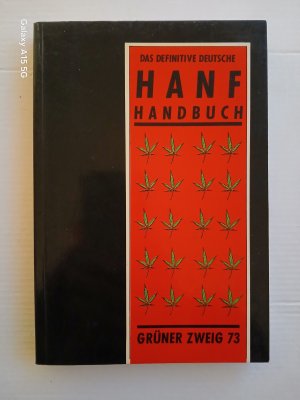 Galaxy A15 5G
DAS DEFINITIVE DEUTSCHE
HANF
HANDBUCH
GRÜNER ZWEIG 73